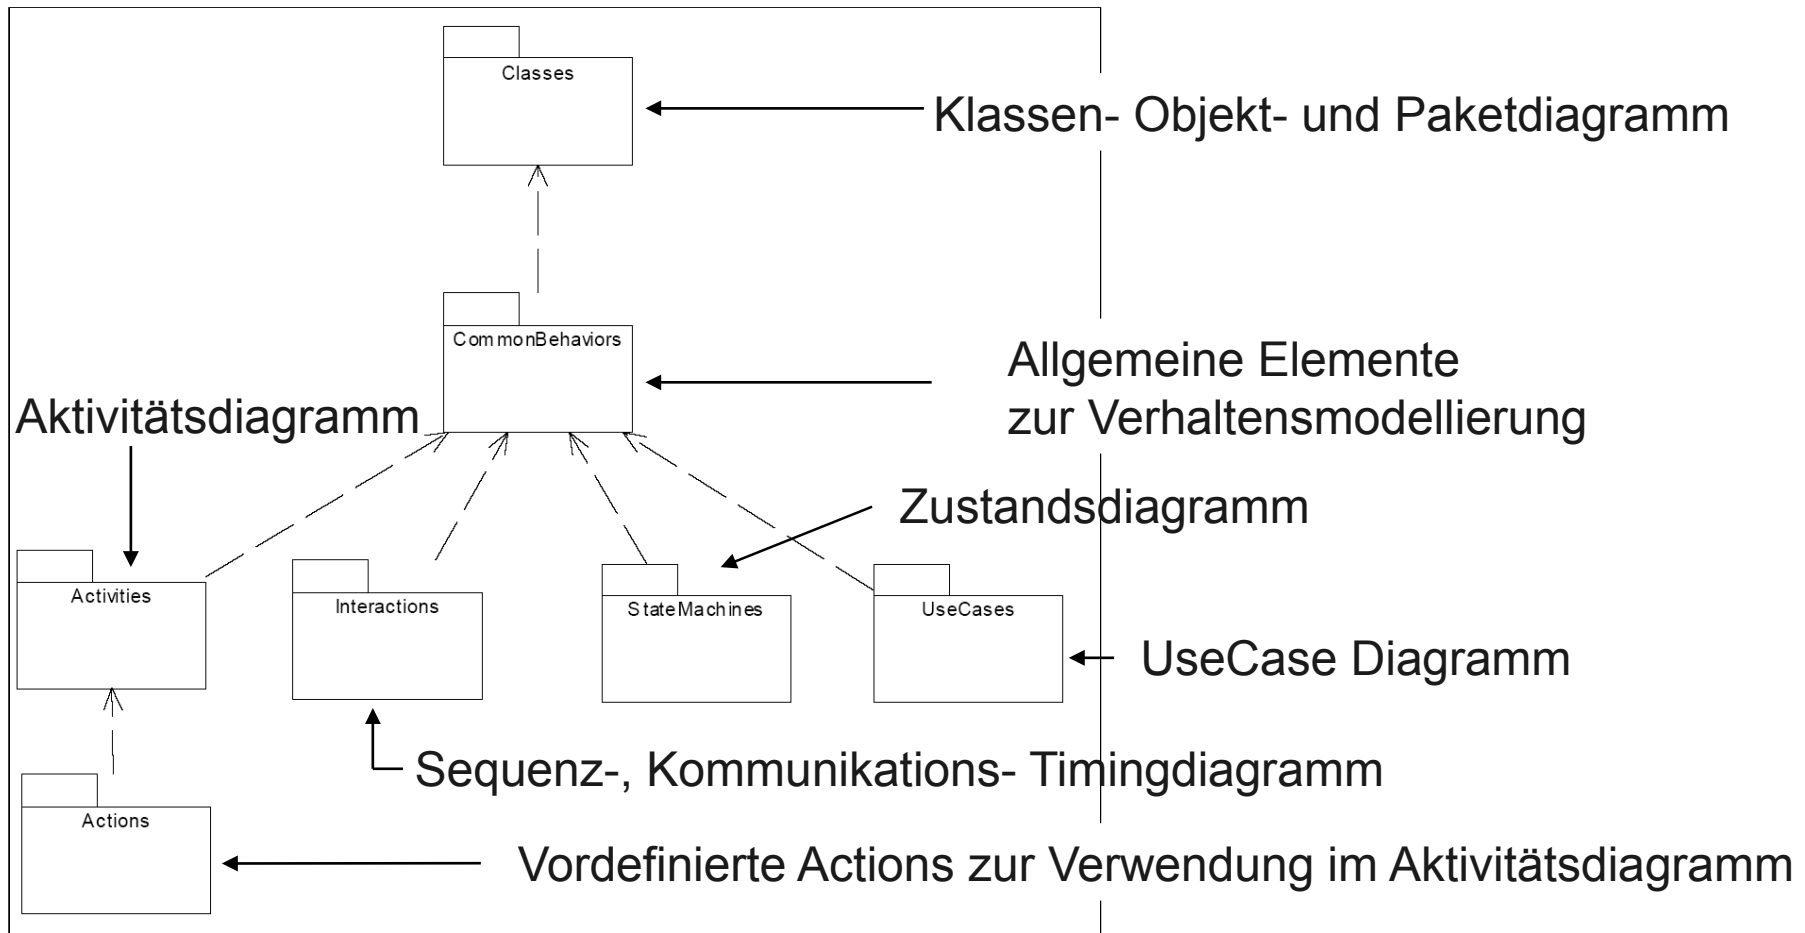 Classes
Klassen- Objekt- und Paketdiagramm
CommonBehaviors
Allgemeine Elemente
zur Verhaltensmodellierung
Aktivitätsdiagramm
Zustandsdiagramm
Activities
Interactions
StateMachines
UseCases
UseCase Diagramm
Sequenz-, Kommunikations- Timingdiagramm
Actions
Vordefinierte Actions zur Verwendung im Aktivitätsdiagramm